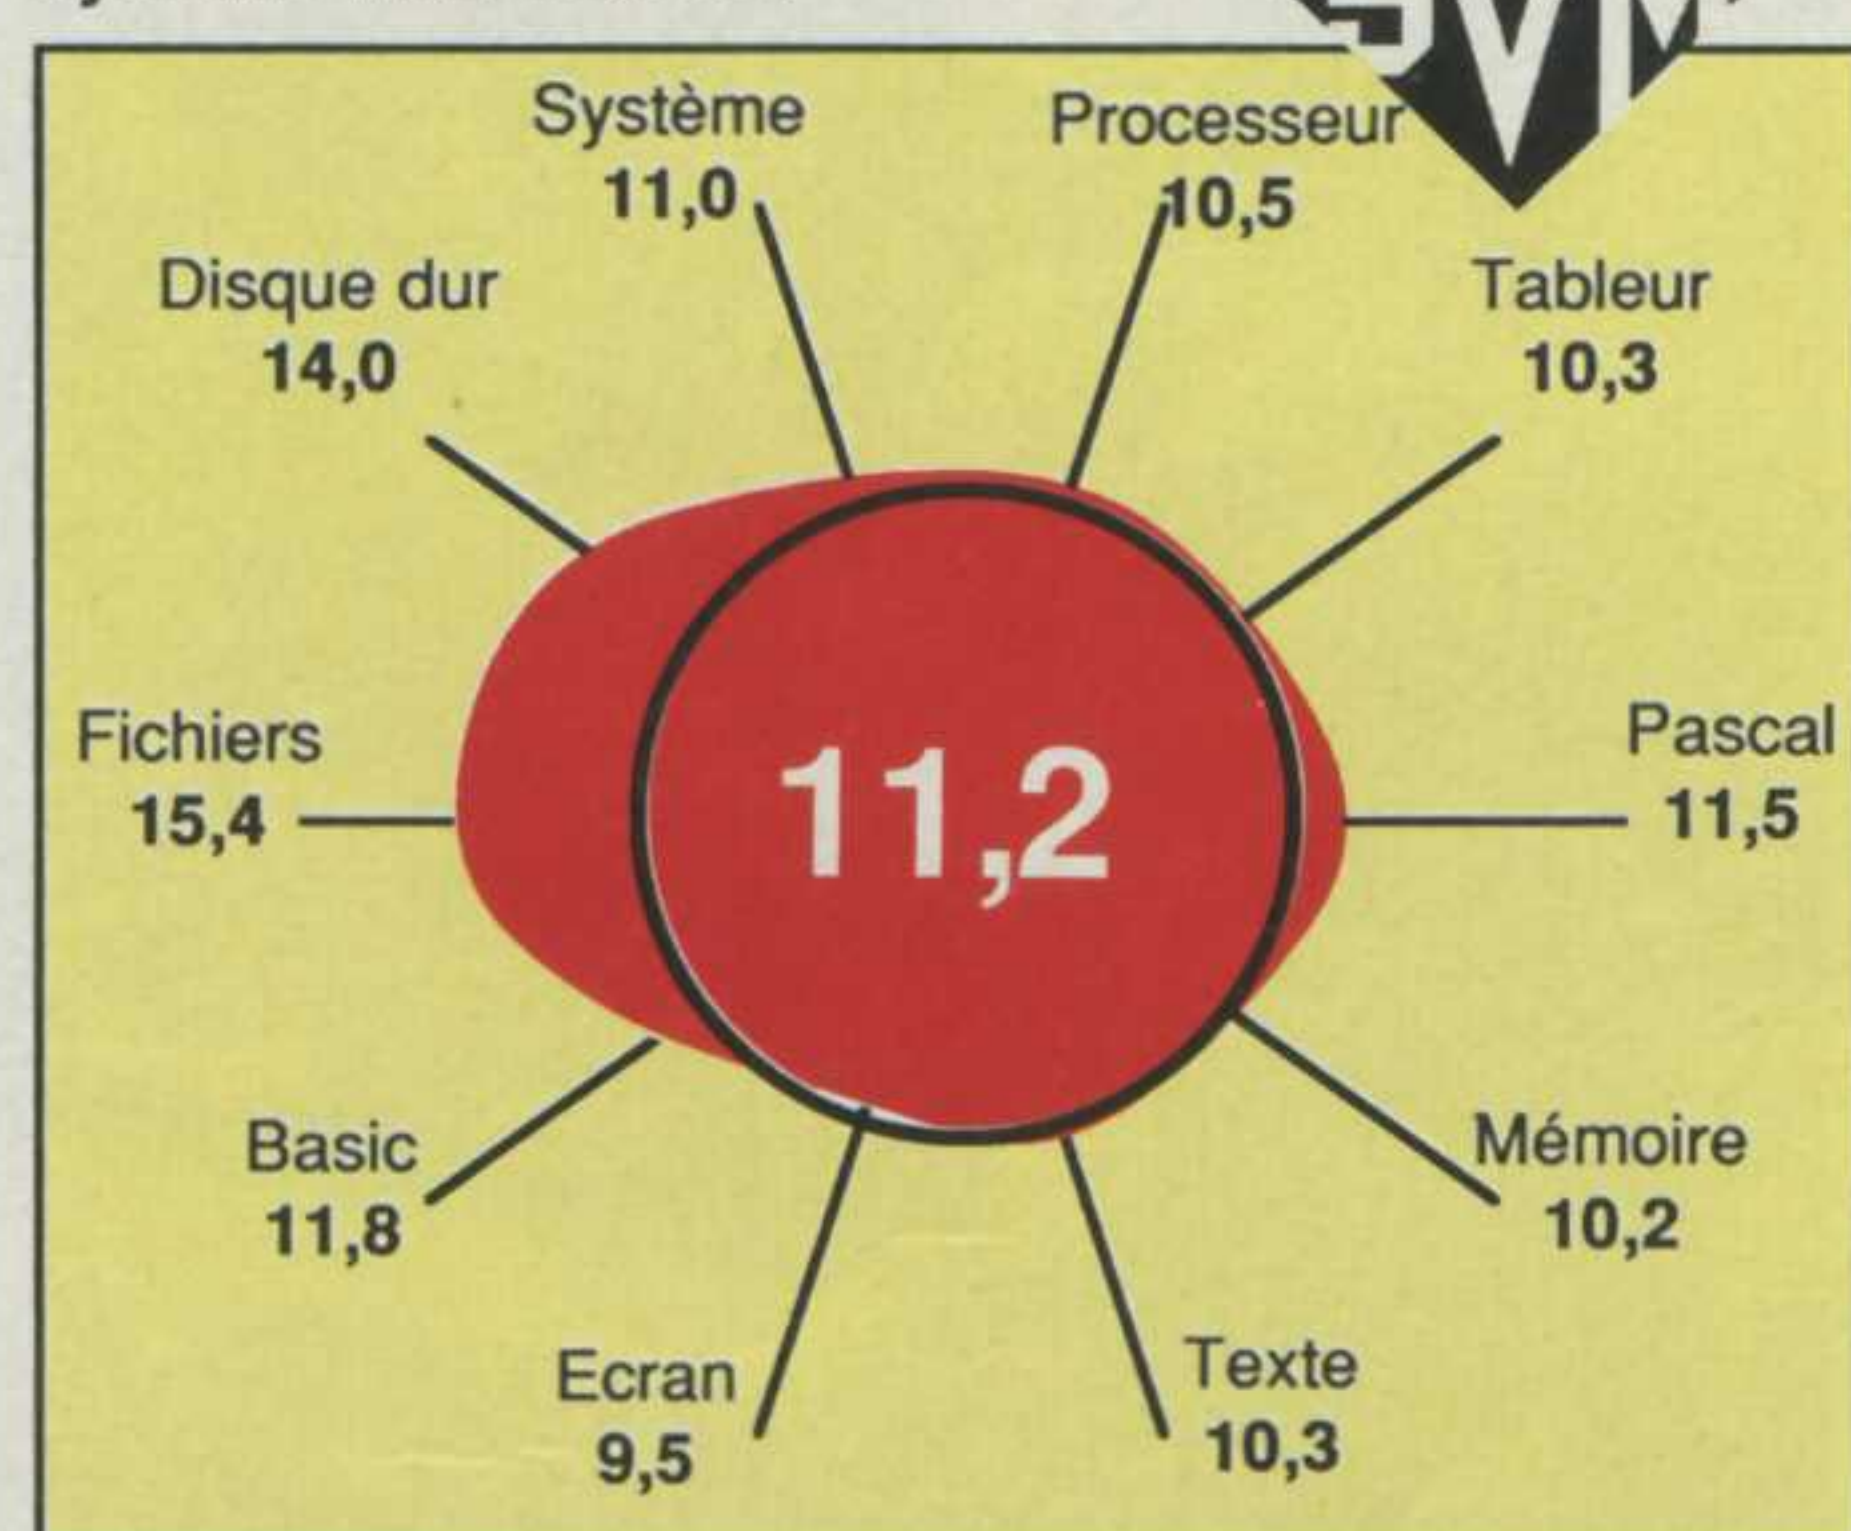 Système
11,0
Processeur
10,5
Disque dur
14,0
Tableur
10,3
Fichiers
15,4
11,2
Pascal
11,5
Basic
11,8
Mémoire
10,2
Ecran
9,5
Texte
10,3